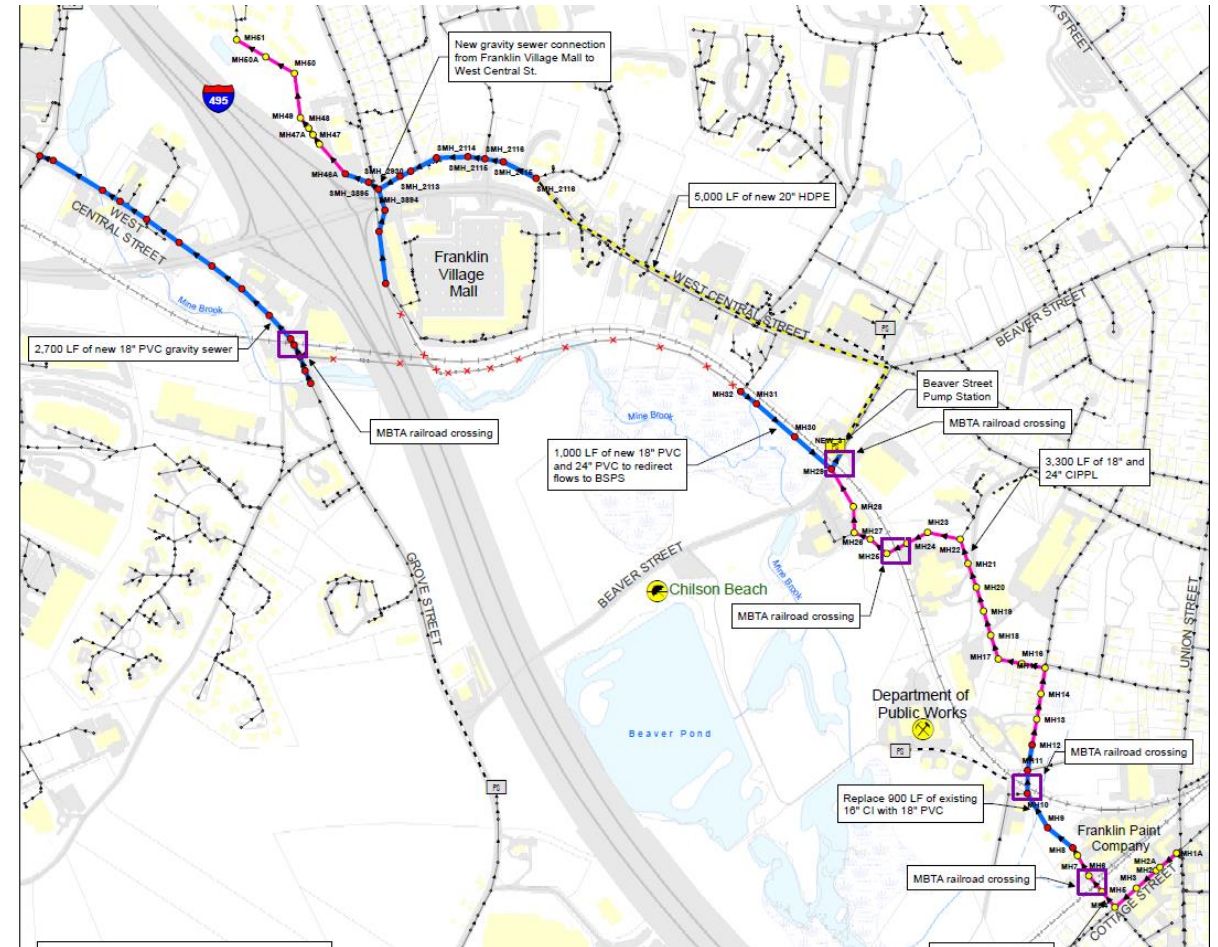 MH51
MH50A
MH50
495
MH49
MH48
MH47A
MH47
MH46A
SMH_3895
SMH_2930
SMH_2113
SMH_3894
SMH_2114
SMH_2115
SMH_2116
SMH_2116
New gravity sewer connection
from Franklin Village Mall to
West Central St.
STREET
5,000 LF of new 20" HDPE
WEST
CENTRAL STREET
Franklin
Village
Mall
WEST CENTRAL STREET
BEAVER STREET
PS
Mine Brook
2,700 LF of new 18" PVC gravity sewer
MBTA railroad crossing
Beaver Street
Pump Station
MBTA railroad crossing
MH32
MH31
MH30
MH29
Mine Brook
1,000 LF of new 18" PVC
and 24" PVC to redirect
flows to BSPS
3,300 LF of 18" and
24" CIPPL
MH28
MH27
MH26
MH25
MH24
MH23
MH22
MH21
MH20
MH19
MH18
MH17
MH16
MH14
MH13
MH12
MH11
MH10
GROVE STREET
BEAVER STREET
Chilson Beach
Mine Brook
MBTA railroad crossing
UNION STREET
Department of
Public Works
PS
Beaver Pond
PS
MBTA railroad crossing
Replace 900 LF of existing
16" CI with 18" PVC
MH9
MH8
MH7
MH6
MH5
Franklin Paint
Company
MH1A
MH2A
MH3
MBTA railroad crossing
COTTAGE STREET